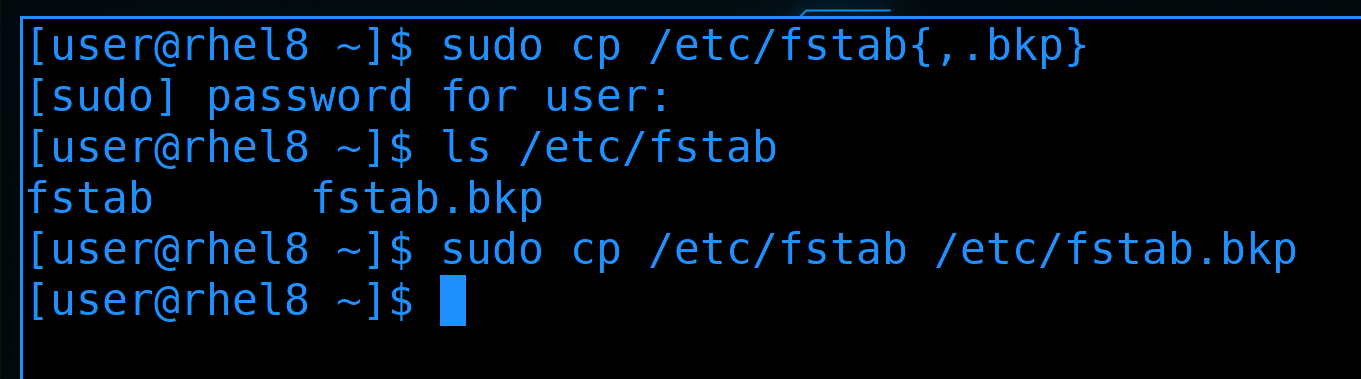 [user@rhel8 ~]$ sudo cp /etc/fstab{,.bkp}
[sudo] password for user:
[user@rhel8 ~]$ ls /etc/fstab
fstab      fstab.bkp
[user@rhel8 ~]$ sudo cp /etc/fstab /etc/fstab.bkp
[user@rhel8 ~]$